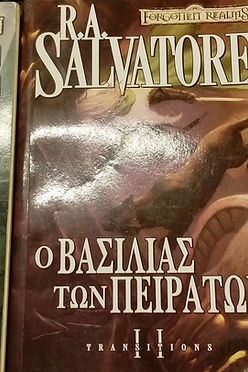 FORGOTTEN REALMS
R.A.
SALVATORE
Ο ΒΑΣΙΛΙΑΣ
ΤΩΝ ΠΕΙΡΑΤΩ
II
TRANSITIONS